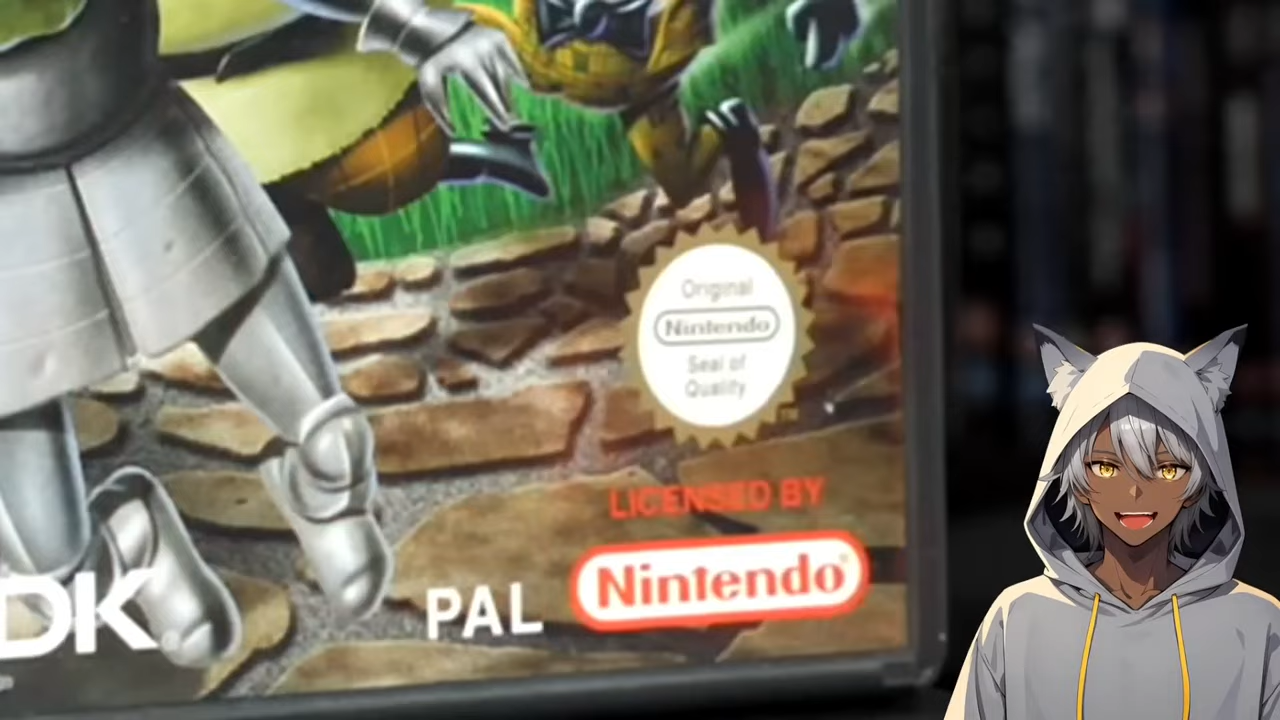 Original
Nintendo
Seal of
Quality
LICENSED BY
Nintendo®
PAL
DK